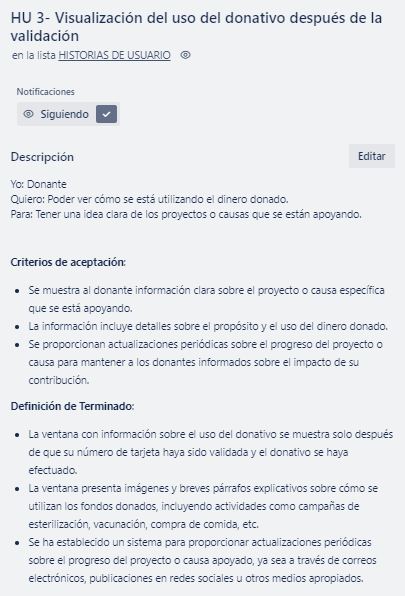 HU 3- Visualización del uso del donativo después de la
validación
en la lista HISTORIAS DE USUARIO
Notificaciones
Siguiendo
Descripción
Editar
Yo: Donante
Quiero: Poder ver cómo se está utilizando el dinero donado.
Para: Tener una idea clara de los proyectos o causas que se están apoyando.
Criterios de aceptación:
• Se muestra al donante información clara sobre el proyecto o causa específica
que se está apoyando.
• La información incluye detalles sobre el propósito y el uso del dinero donado.
• Se proporcionan actualizaciones periódicas sobre el progreso del proyecto o
causa para mantener a los donantes informados sobre el impacto de su
contribución.
Definición de Terminado:
• La ventana con información sobre el uso del donativo se muestra solo después
de que su número de tarjeta haya sido validada y el donativo se haya
efectuado.
• La ventana presenta imágenes y breves párrafos explicativos sobre cómo se
utilizan los fondos donados, incluyendo actividades como campañas de
esterilización, vacunación, compra de comida, etc.
• Se ha establecido un sistema para proporcionar actualizaciones periódicas
sobre el progreso del proyecto o causa apoyado, ya sea a través de correos
electrónicos, publicaciones en redes sociales u otros medios apropiados.